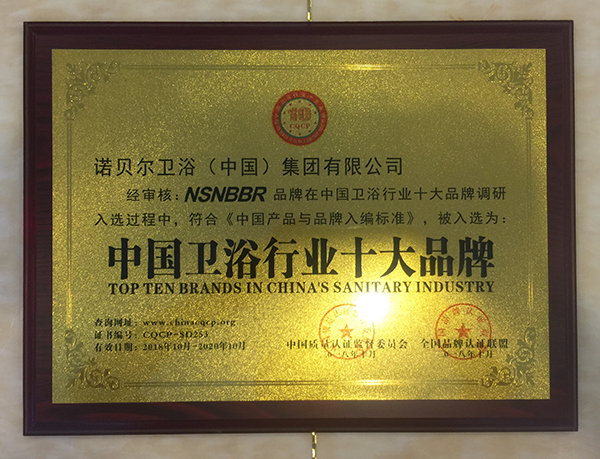 CQCP
诺贝尔卫浴（中国）集团有限公司
经审核：NSNBBR 品牌在中国卫浴行业十大品牌调研
入选过程中，符合《中国产品与品牌入编标准》，被入选为：
中国卫浴行业十大品牌
TOP TEN BRANDS IN CHINA'S SANITARY INDUSTRY
查询网址：www.chinacqcp.org
证书编号：CQCP-SD253
有效日期：2018年10月-2020年10月
中国质量认证监督委员会 全国品牌认证联盟